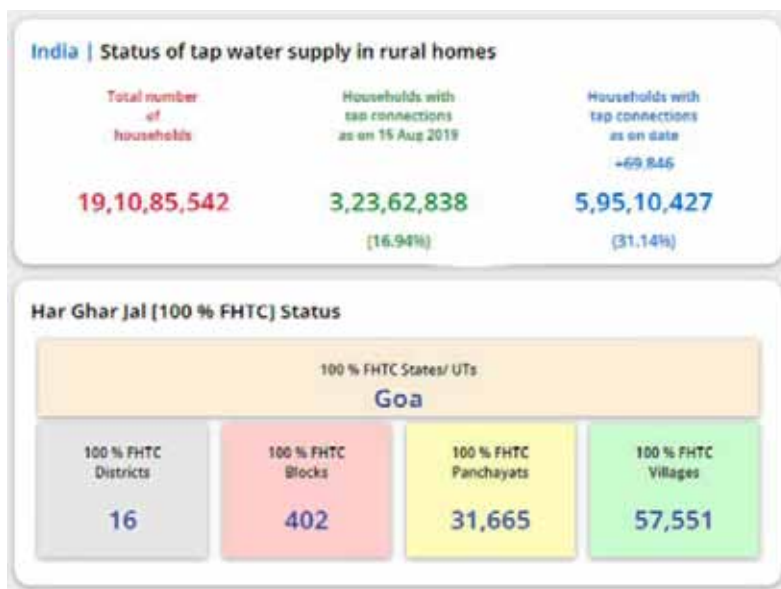 India | Status of tap water supply in rural homes
Total number
of
households
19,10,85,542
Households with
tap connections
as on 15 Aug 2019
3,23,62,838
(16.94%)
Households with
tap connections
as on date
+69,846
5,95,10,427
(31.14%)
Har Ghar Jal [100 % FHTC] Status
100 % FHTC States/ UTs
Goa
100 % FHTC
Districts
16
100 % FHTC
Blocks
402
100 % FHTC
Panchayats
31,665
100 % FHTC
Villages
57,551